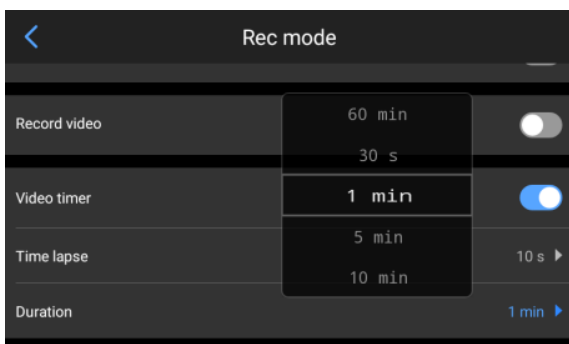 Rec mode
60 min
Record video
30 s
Video timer
1 min
5 min
Time lapse
10 s
10 min
Duration
1 min